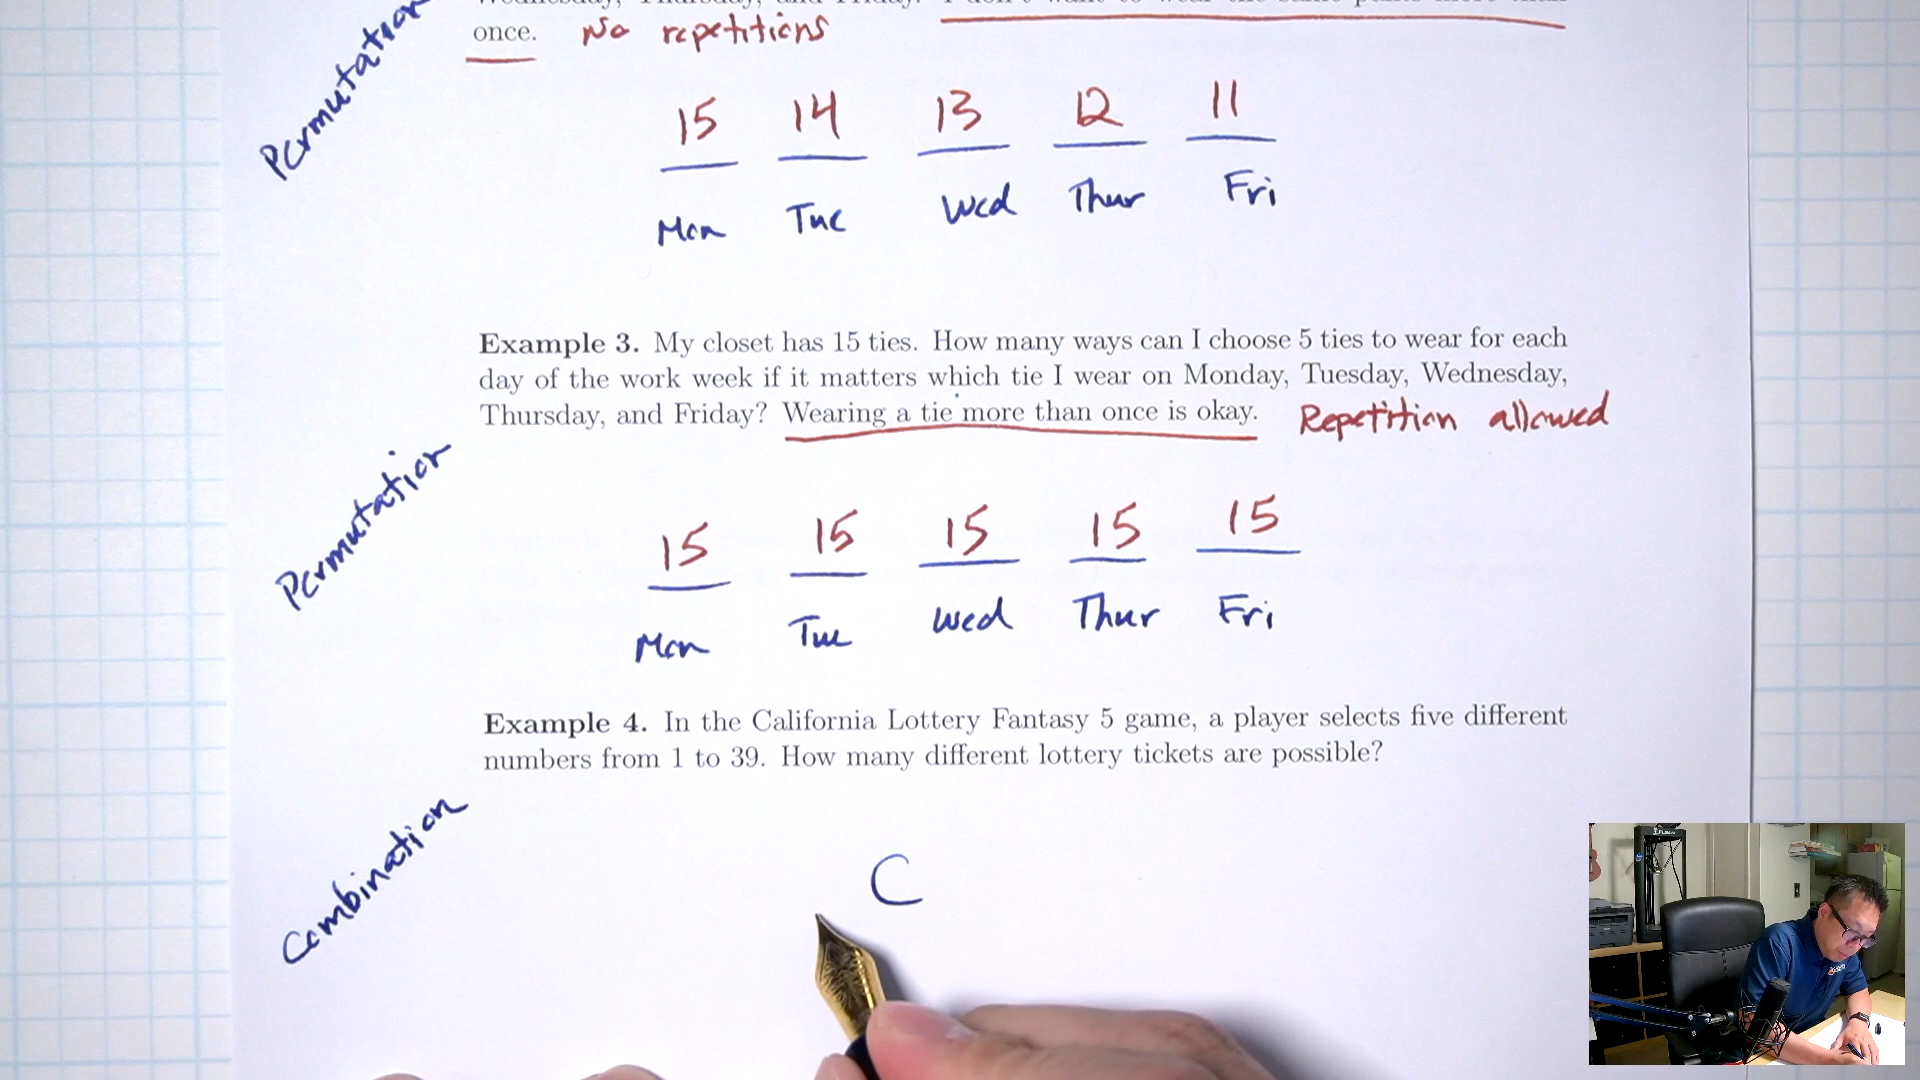 once. No repetitions
Permutation
15 14 13 12 11
Mon Tue Wed Thur Fri
Example 3. My closet has 15 ties. How many ways can I choose 5 ties to wear for each
day of the work week if it matters which tie I wear on Monday, Tuesday, Wednesday,
Thursday, and Friday? Wearing a tie more than once is okay. Repetition allowed
Permutation
15 15 15 15 15
Mon Tue Wed Thur Fri
Example 4. In the California Lottery Fantasy 5 game, a player selects five different
numbers from 1 to 39. How many different lottery tickets are possible?
Combination
C